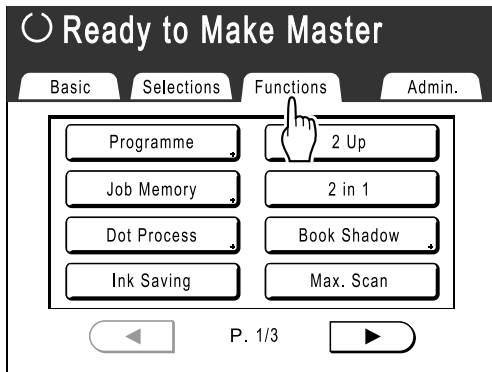 Ready to Make Master
Basic Selections Functions Admin.
Programme 2 Up
Job Memory 2 in 1
Dot Process Book Shadow
Ink Saving Max. Scan
P. 1/3